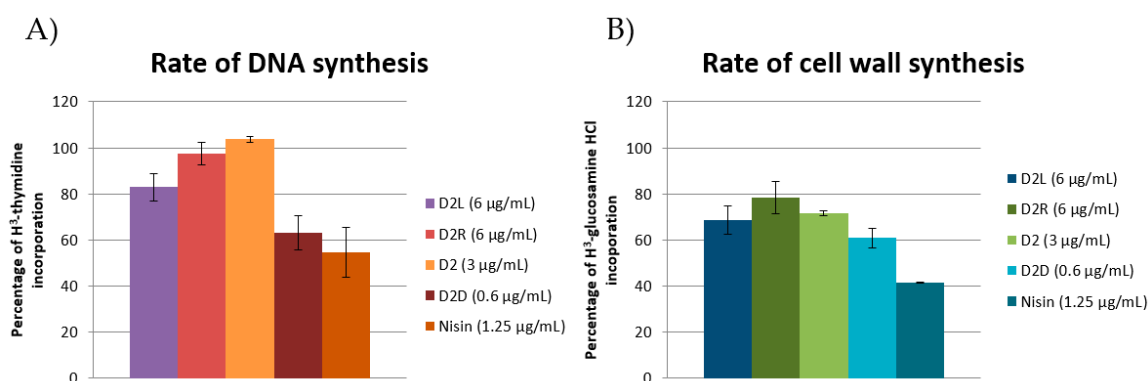 A)
Rate of DNA synthesis
Percentage of H³-thymidine
incorporation
120
100
80
60
40
20
0
D2L (6 µg/mL)
D2R (6 µg/mL)
D2 (3 µg/mL)
D2D (0.6 µg/mL)
Nisin (1.25 µg/mL)
B)
Rate of cell wall synthesis
Percentage of H³-glucosamine HCl
incoporation
120
100
80
60
40
20
0
D2L (6 µg/mL)
D2R (6 µg/mL)
D2 (3 µg/mL)
D2D (0.6 µg/mL)
Nisin (1.25 µg/mL)